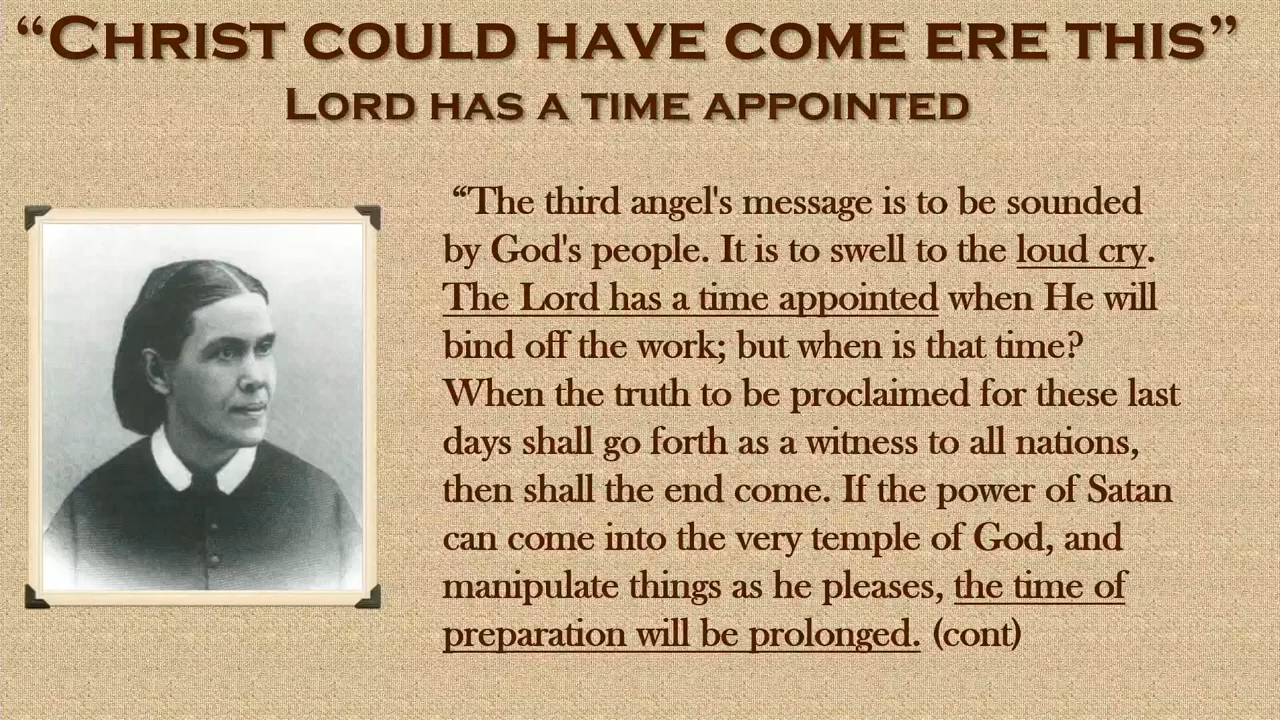 “Christ could have come ere this”
Lord has a time appointed
“The third angel's message is to be sounded
by God's people. It is to swell to the loud cry.
The Lord has a time appointed when He will
bind off the work; but when is that time?
When the truth to be proclaimed for these last
days shall go forth as a witness to all nations,
then shall the end come. If the power of Satan
can come into the very temple of God, and
manipulate things as he pleases, the time of
preparation will be prolonged. (cont)